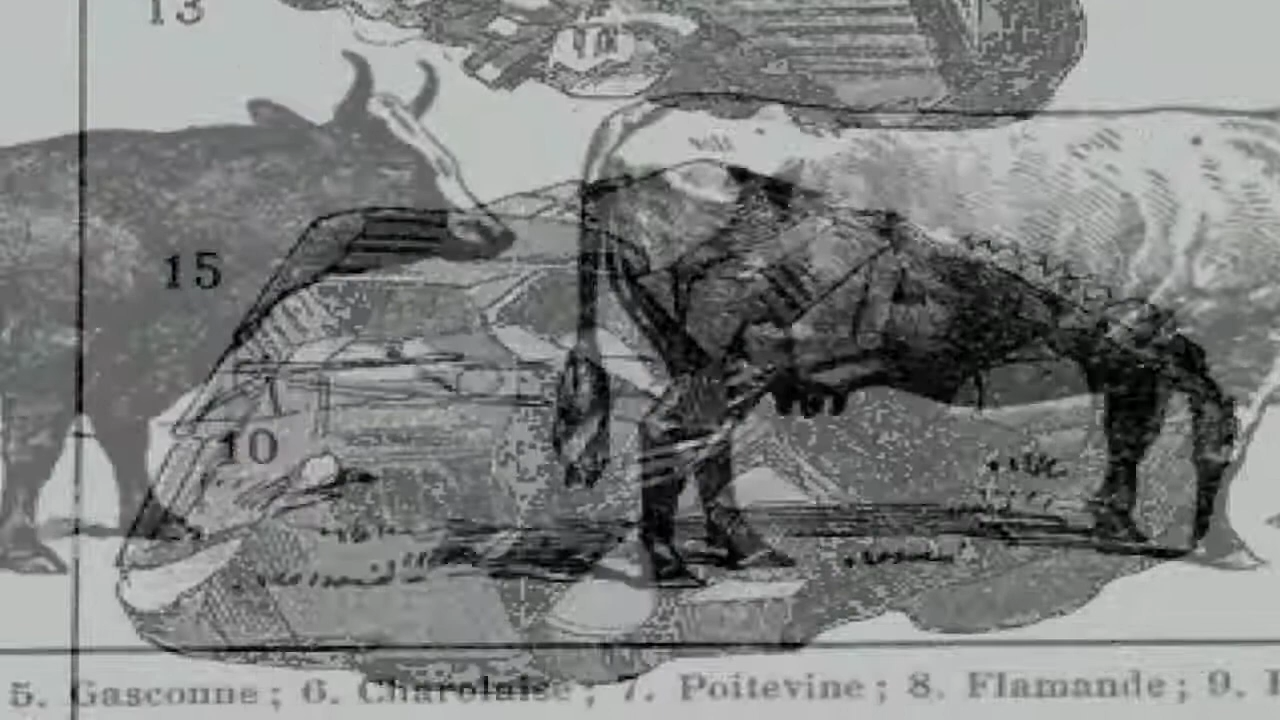 13
15
10
5. Gasconne ; 6. Charolaise ; 7. Poitevine ; 8. Flamande ; 9.